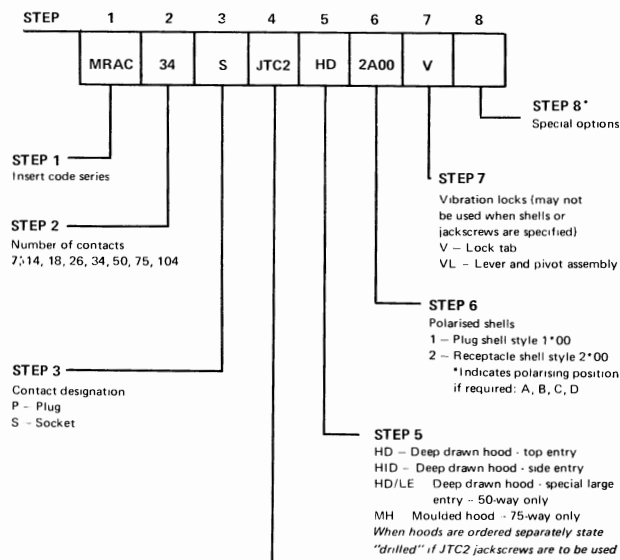 STEP 1 2 3 4 5 6 7 8
MRAC 34 S JTC2 HD 2A00 V
STEP 8*
Special options
STEP 1
Insert code series
STEP 7
Vibration locks (may not
be used when shells or
jackscrews are specified)
V – Lock tab
VL – Lever and pivot assembly
STEP 2
Number of contacts
7, 14, 18, 26, 34, 50, 75, 104
STEP 6
Polarised shells
1 – Plug shell style 1*00
2 – Receptacle shell style 2*00
*Indicates polarising position
if required: A, B, C, D
STEP 3
Contact designation
P – Plug
S – Socket
STEP 5
HD – Deep drawn hood - top entry
HID – Deep drawn hood - side entry
HD/LE Deep drawn hood - special large
entry - 50-way only
MH Moulded hood - 75-way only
When hoods are ordered separately state
"drilled" if JTC2 jackscrews are to be used